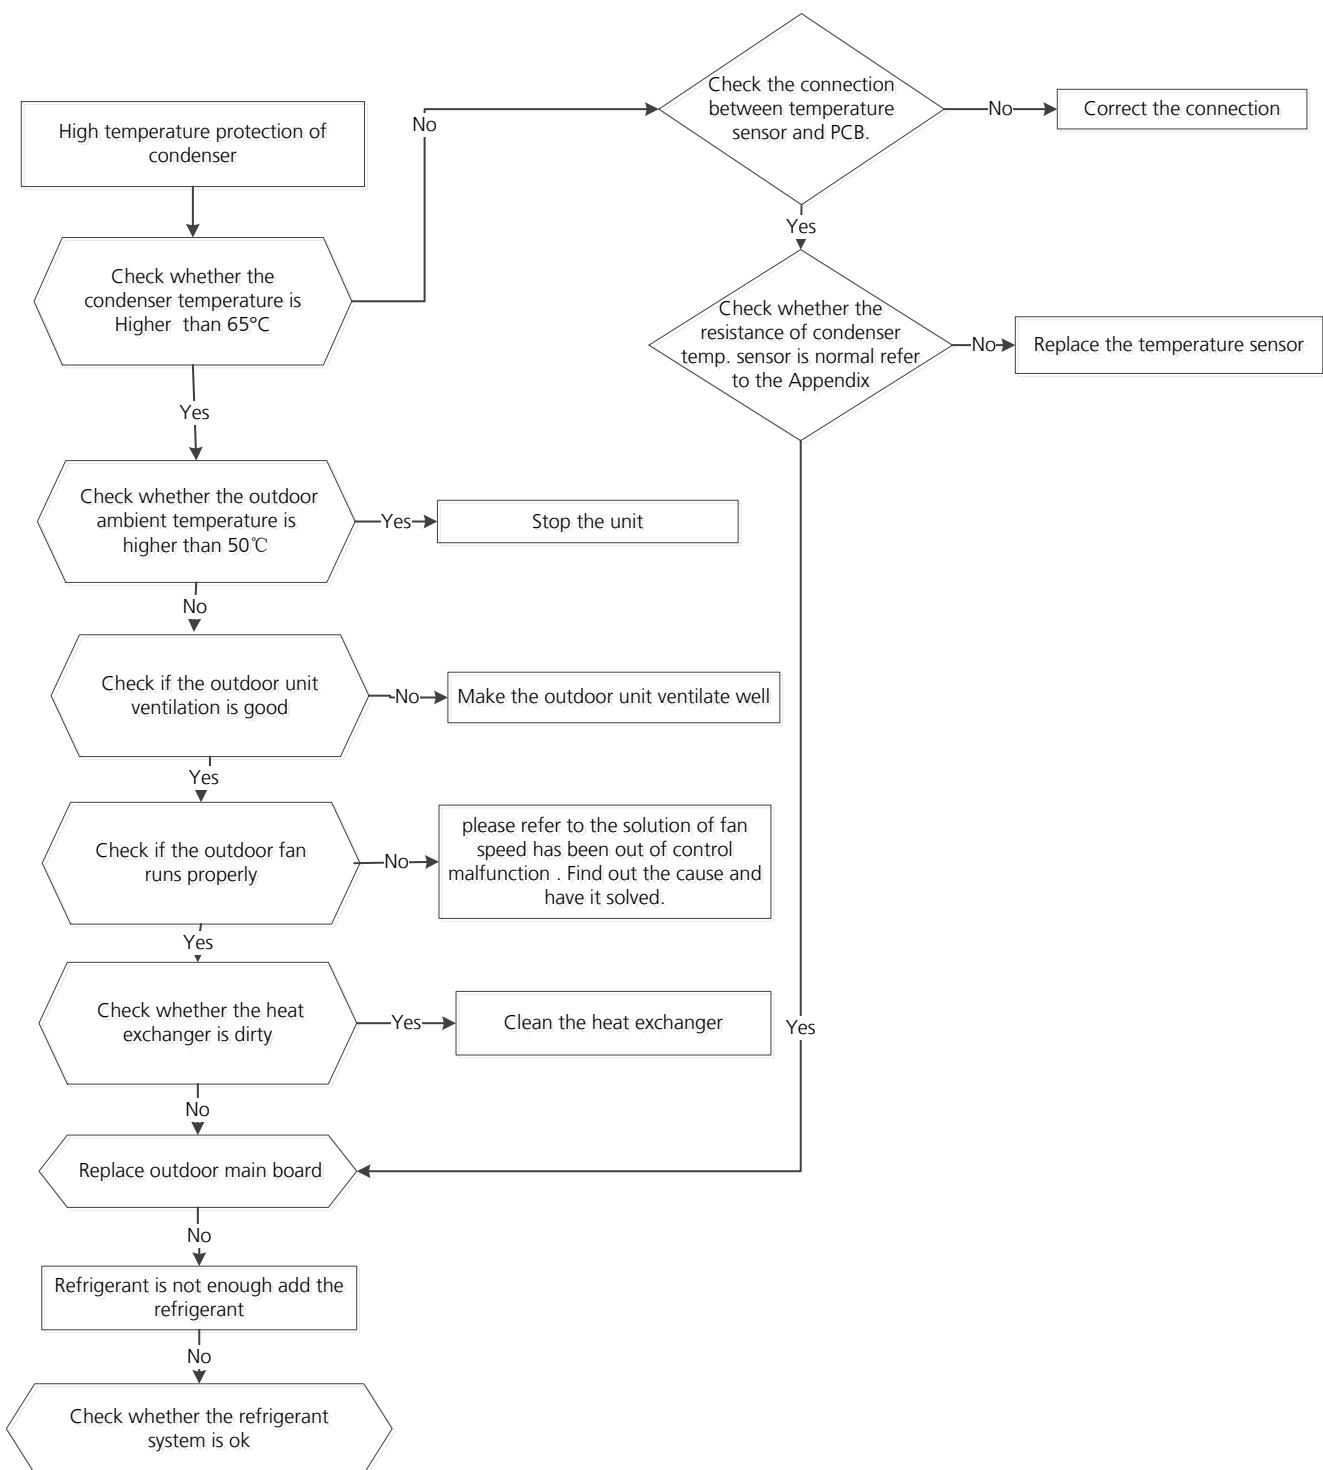 High temperature protection of
condenser
Check whether the
condenser temperature is
Higher than 65°C
No
Check the connection
between temperature
sensor and PCB.
No
Correct the connection
Yes
Check whether the
resistance of condenser
temp. sensor is normal refer
to the Appendix
No
Replace the temperature sensor
Yes
Yes
Check whether the outdoor
ambient temperature is
higher than 50℃
Yes
Stop the unit
No
Check if the outdoor unit
ventilation is good
No
Make the outdoor unit ventilate well
Yes
Check if the outdoor fan
runs properly
No
please refer to the solution of fan
speed has been out of control
malfunction . Find out the cause and
have it solved.
Yes
Check whether the heat
exchanger is dirty
Yes
Clean the heat exchanger
No
Replace outdoor main board
No
Refrigerant is not enough add the
refrigerant
No
Check whether the refrigerant
system is ok